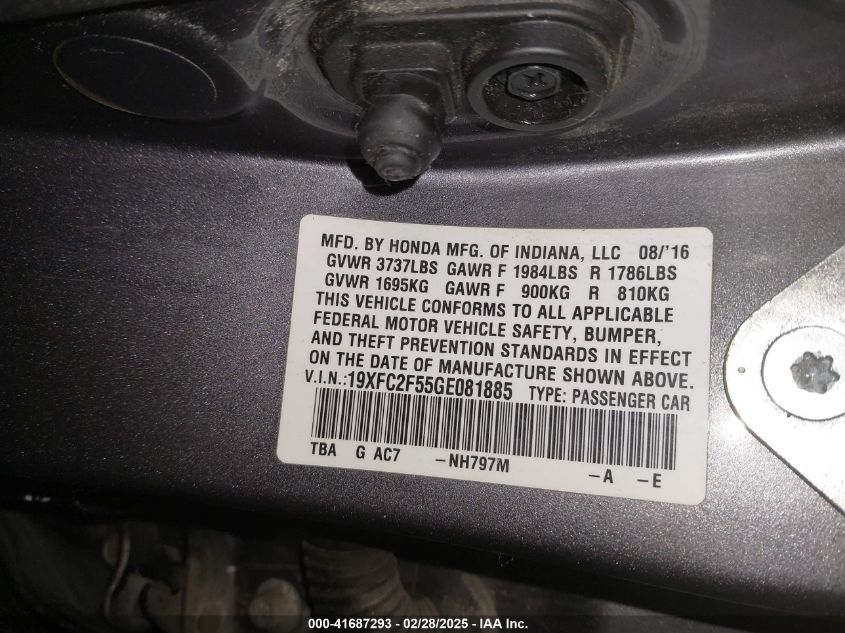 MFD. BY HONDA MFG. OF INDIANA, LLC 08/'16
GVWR 3737LBS GAWR F 1984LBS R 1786LBS
GVWR 1695KG GAWR F 900KG R 810KG
THIS VEHICLE CONFORMS TO ALL APPLICABLE
FEDERAL MOTOR VEHICLE SAFETY, BUMPER,
AND THEFT PREVENTION STANDARDS IN EFFECT
ON THE DATE OF MANUFACTURE SHOWN ABOVE.
V.I.N.:19XFC2F55GE081885 TYPE: PASSENGER CAR
TBA G AC7 -NH797M -A -E
000-41687293 - 02/28/2025 - IAA Inc.